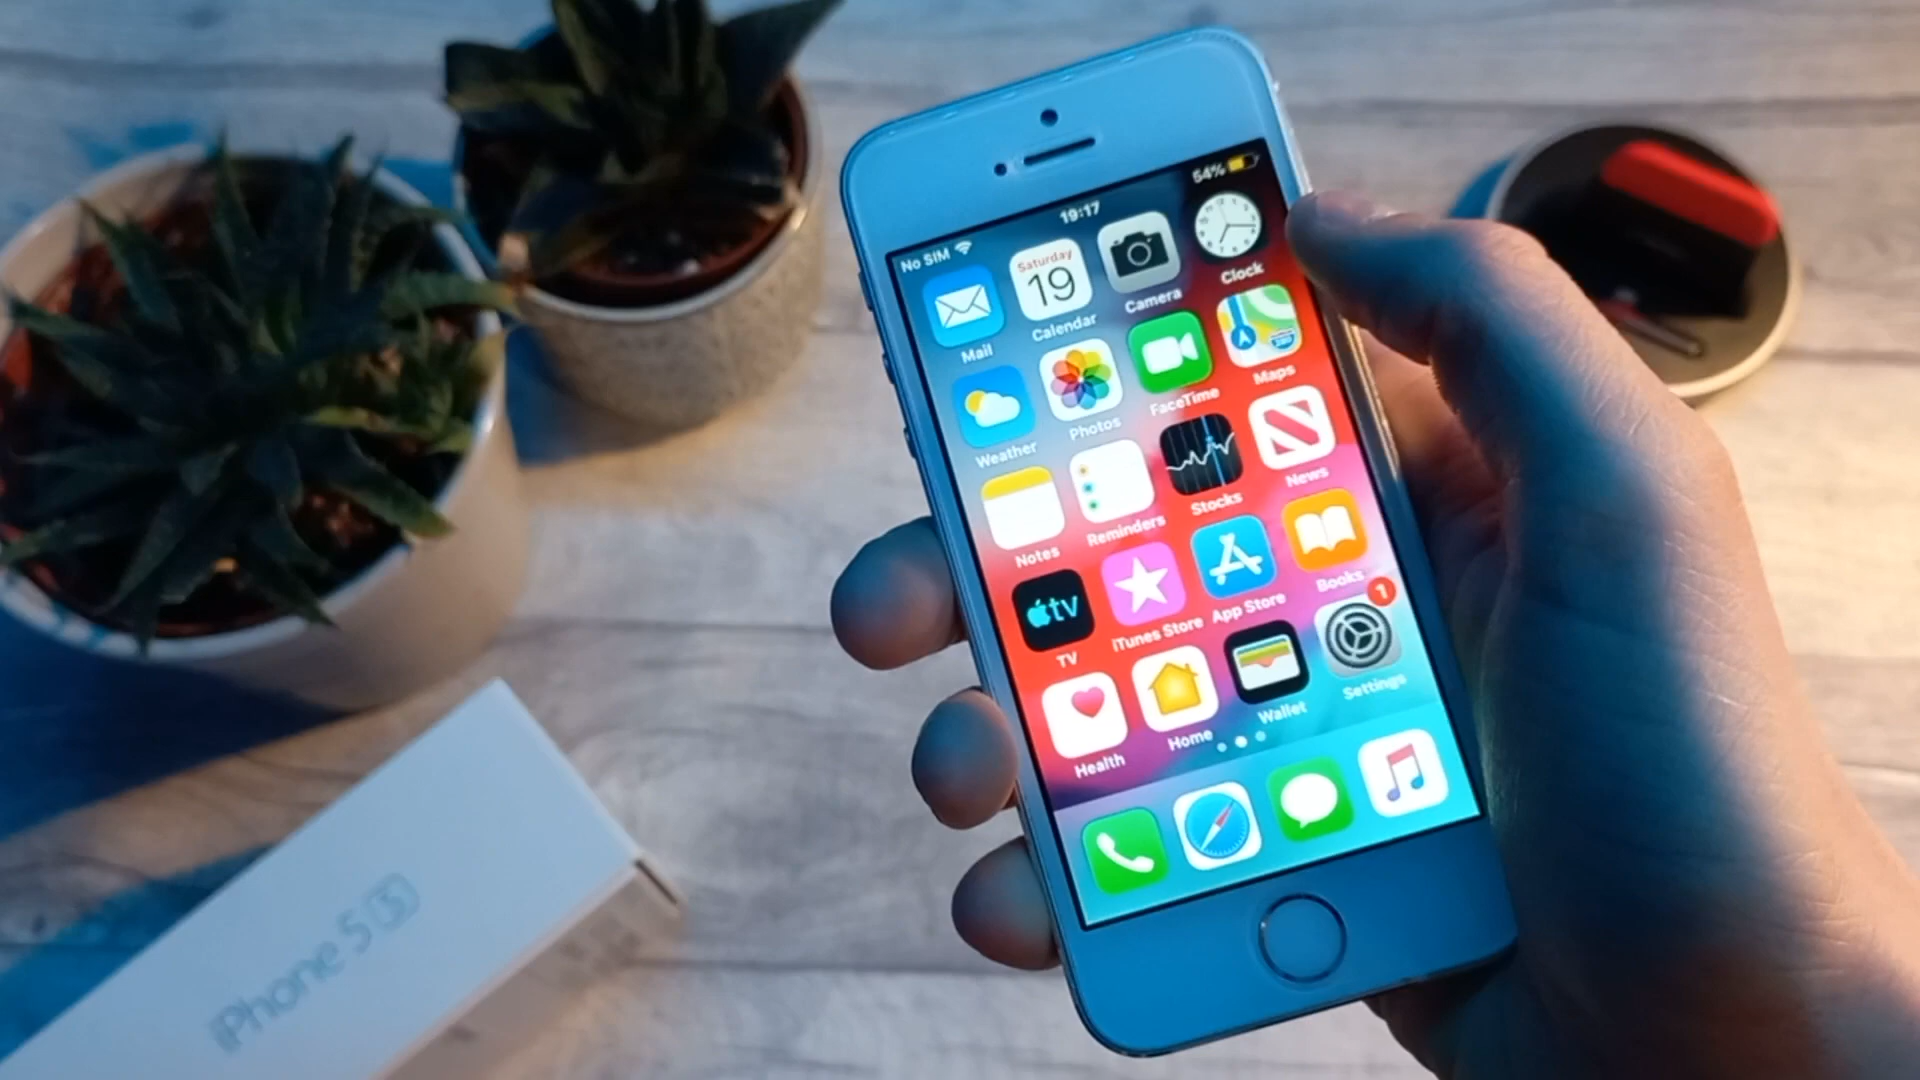 54%
19:17
No SIM
Mail
Saturday
19
Calendar
Camera
Clock
Weather
Photos
FaceTime
Maps
Notes
Reminders
Stocks
News
tv
TV
iTunes Store
App Store
Books
1
Health
Home
Wallet
Settings
iPhone 5s